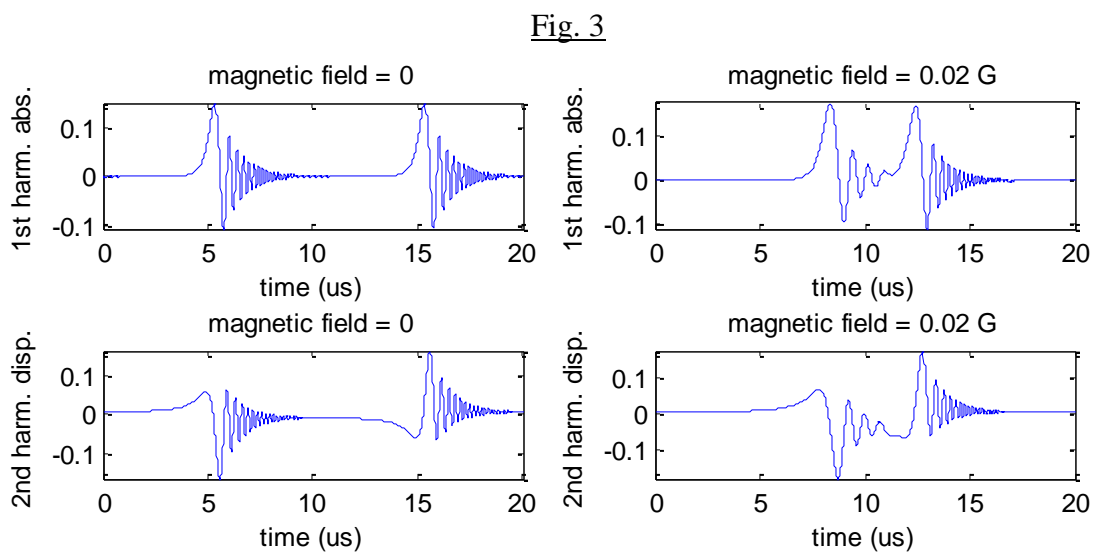 Fig. 3
magnetic field = 0
1st harm. abs.
0.1
0
-0.1
0 5 10 15 20
time (us)
magnetic field = 0.02 G
1st harm. abs.
0.1
0
-0.1
0 5 10 15 20
time (us)
magnetic field = 0
2nd harm. disp.
0.1
0
-0.1
0 5 10 15 20
time (us)
magnetic field = 0.02 G
2nd harm. disp.
0.1
0
-0.1
0 5 10 15 20
time (us)